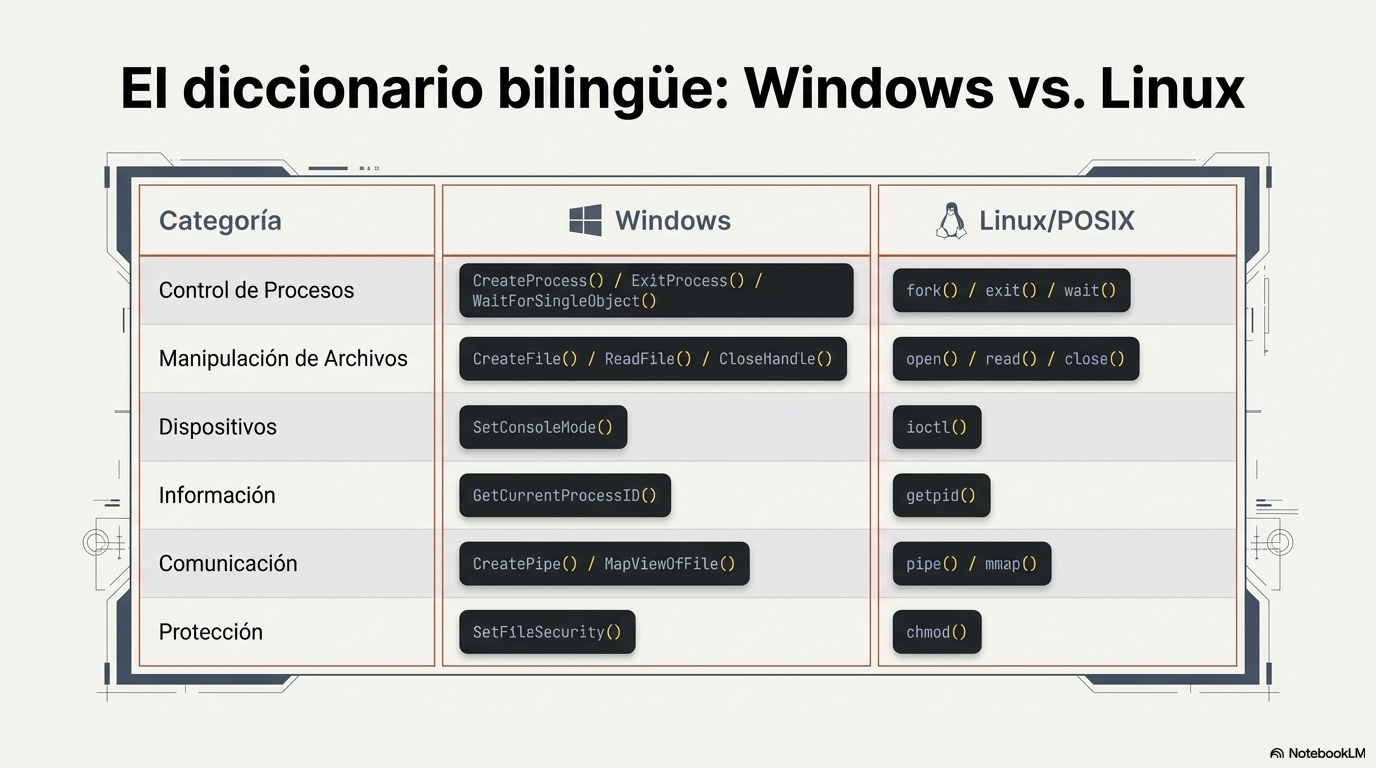 El diccionario bilingüe: Windows vs. Linux
Categoría
Windows
Linux/POSIX
Control de Procesos
CreateProcess() / ExitProcess() /
WaitForSingleObject()
fork() / exit() / wait()
Manipulación de Archivos
CreateFile() / ReadFile() / CloseHandle()
open() / read() / close()
Dispositivos
SetConsoleMode()
ioctl()
Información
GetCurrentProcessID()
getpid()
Comunicación
CreatePipe() / MapViewOfFile()
pipe() / mmap()
Protección
SetFileSecurity()
chmod()
NotebookLM